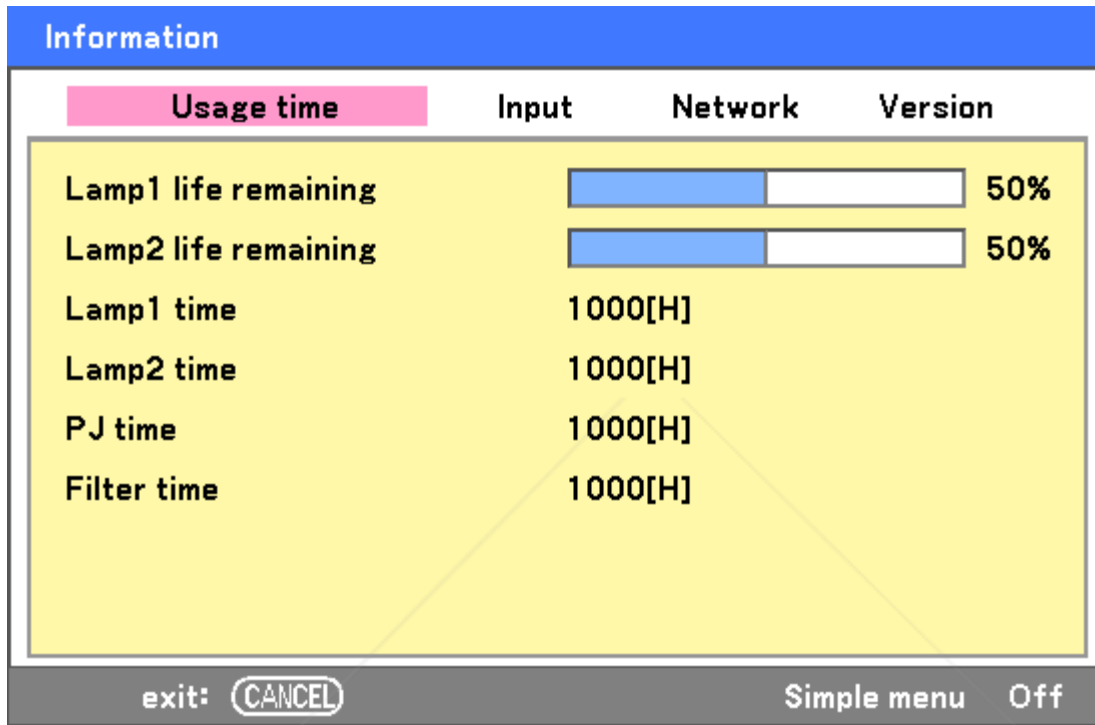 Information
Usage time Input Network Version
Lamp1 life remaining 50%
Lamp2 life remaining 50%
Lamp1 time 1000[H]
Lamp2 time 1000[H]
PJ time 1000[H]
Filter time 1000[H]
exit: CANCEL Simple menu Off